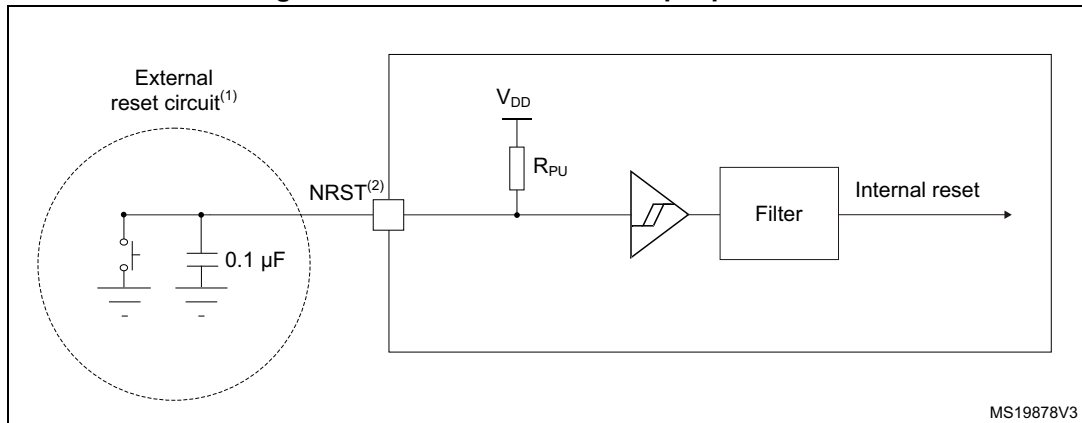 External
reset circuit(1)
VDD
RPU
NRST(2)
Filter
Internal reset
0.1 µF
MS19878V3